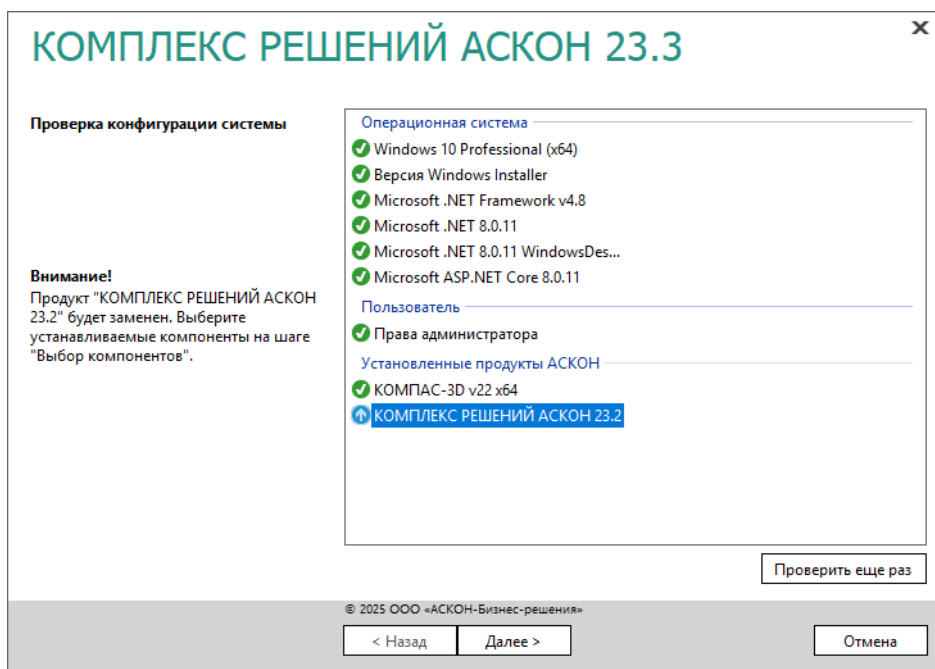 КОМПЛЕКС РЕШЕНИЙ АСКОН 23.3
x
Проверка конфигурации системы
Внимание!
Продукт "КОМПЛЕКС РЕШЕНИЙ АСКОН
23.2" будет заменен. Выберите
устанавливаемые компоненты на шаге
"Выбор компонентов".
Операционная система
Windows 10 Professional (x64)
Версия Windows Installer
Microsoft .NET Framework v4.8
Microsoft .NET 8.0.11
Microsoft .NET 8.0.11 WindowsDes...
Microsoft ASP.NET Core 8.0.11
Пользователь
Права администратора
Установленные продукты АСКОН
КОМПАС-3D v22 x64
КОМПЛЕКС РЕШЕНИЙ АСКОН 23.2
Проверить еще раз
© 2025 ООО «АСКОН-Бизнес-решения»
< Назад
Далее >
Отмена